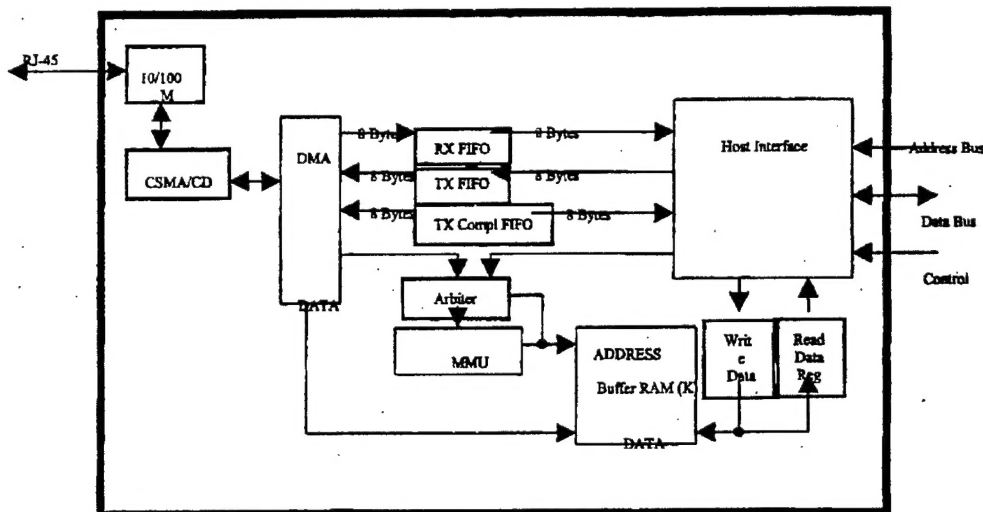 RJ-45
10/100
M
CSMA/CD
DMA
8 Bytes
RX FIFO
8 Bytes
8 Bytes
TX FIFO
8 Bytes
8 Bytes
TX Compl FIFO
8 Bytes
Host Interface
Address Bus
Data Bus
Control
DATA
Arbiter
MMU
ADDRESS
Buffer RAM (K)
DATA
Writ
e
Data
Read
Data
Reg